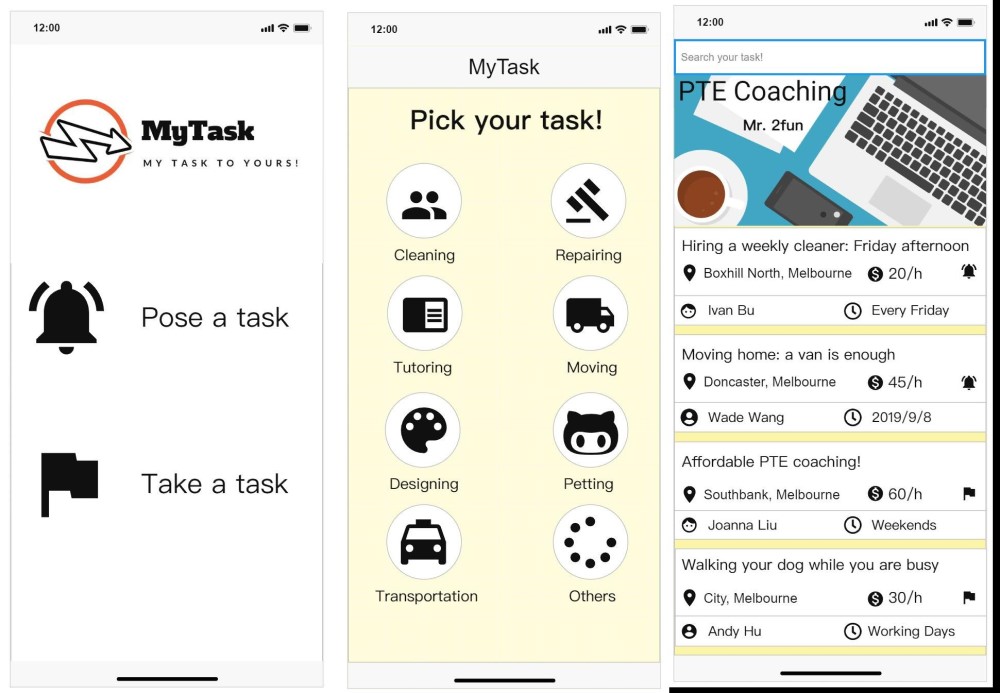 12:00
MyTask
MY TASK TO YOURS!
Pose a task
Take a task
12:00
MyTask
Pick your task!
Cleaning
Repairing
Tutoring
Moving
Designing
Petting
Transportation
Others
12:00
Search your task!
PTE Coaching
Mr. 2fun
Hiring a weekly cleaner: Friday afternoon
Boxhill North, Melbourne $ 20/h
Ivan Bu Every Friday
Moving home: a van is enough
Doncaster, Melbourne $ 45/h
Wade Wang 2019/9/8
Affordable PTE coaching!
Southbank, Melbourne $ 60/h
Joanna Liu Weekends
Walking your dog while you are busy
City, Melbourne $ 30/h
Andy Hu Working Days